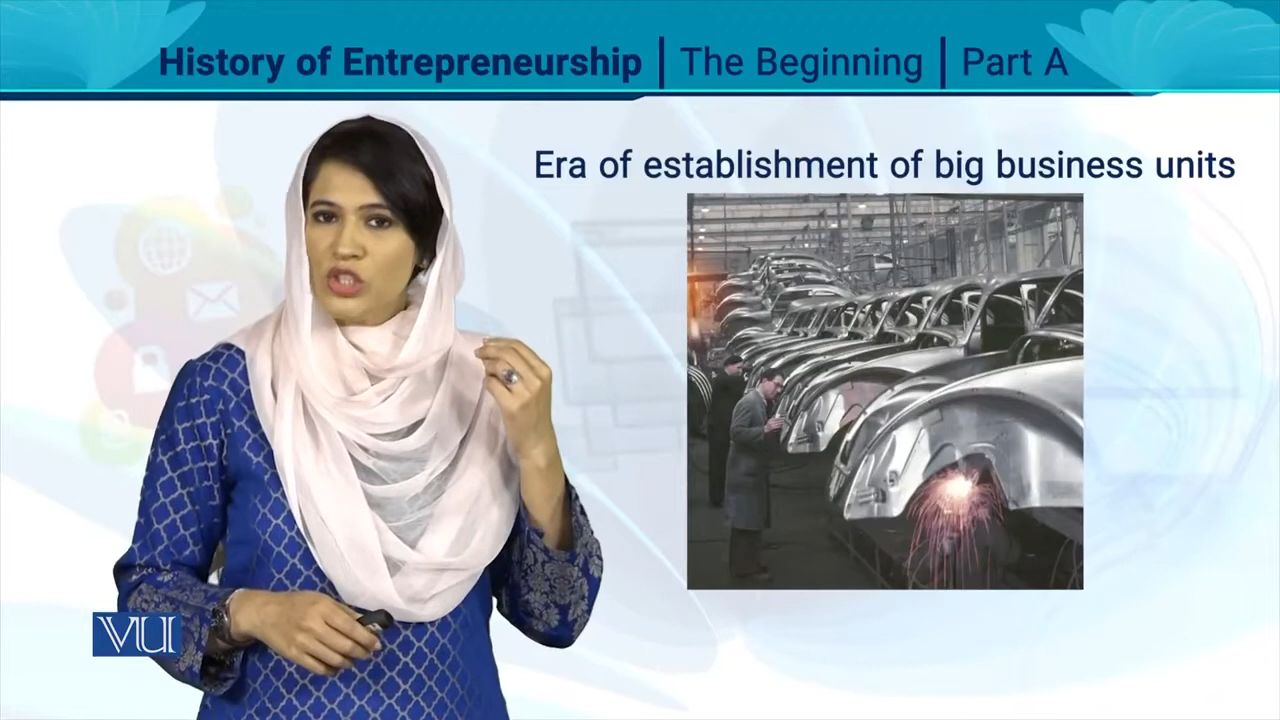 History of Entrepreneurship | The Beginning | Part A
Era of establishment of big business units
VU